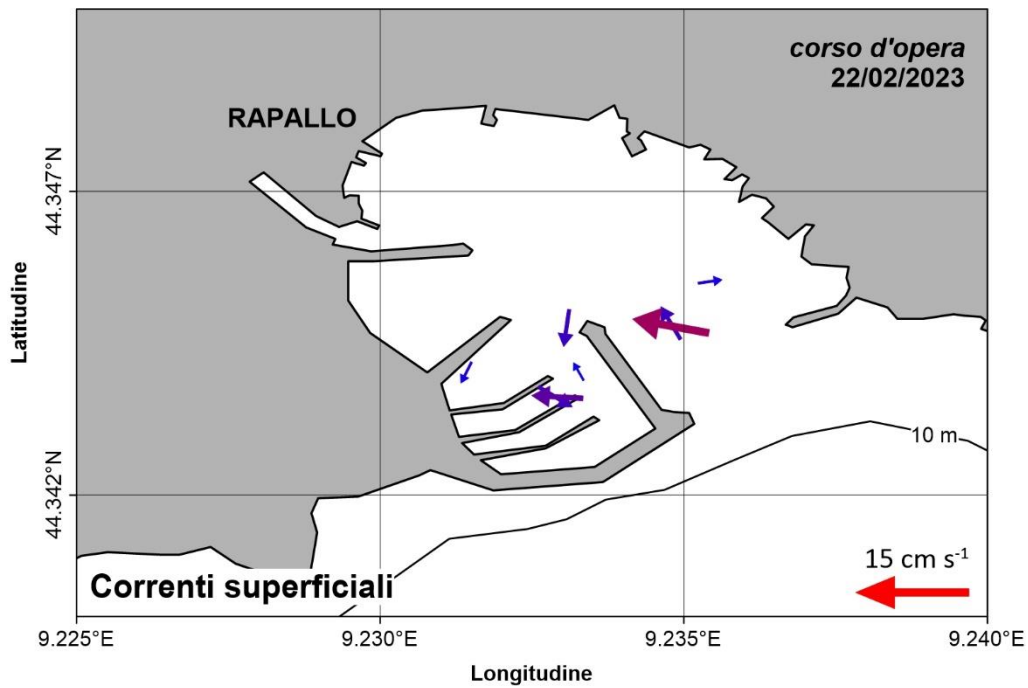 corso d'opera
22/02/2023
RAPALLO
44.347°N
Latitudine
44.342°N
10 m
15 cm s⁻¹
Correnti superficiali
9.225°E
9.230°E
9.235°E
9.240°E
Longitudine